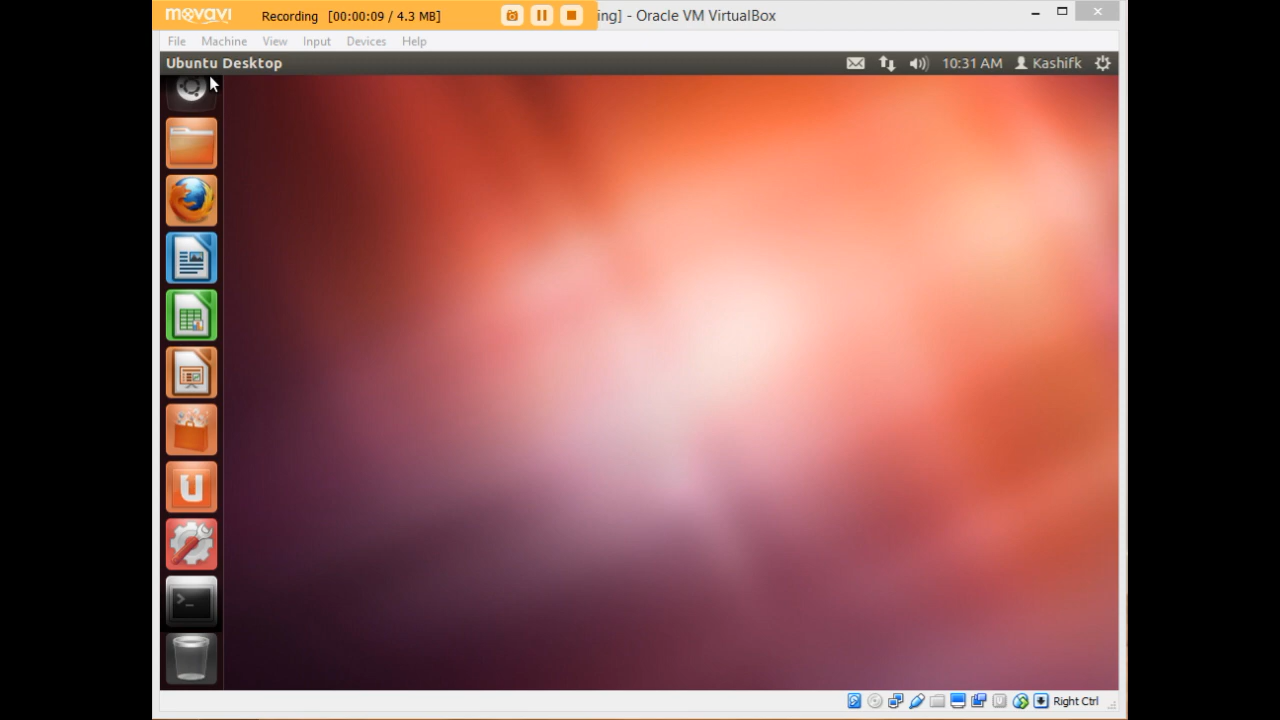 movavi Recording [00:00:09 / 4.3 MB] ing] - Oracle VM VirtualBox
File Machine View Input Devices Help
Ubuntu Desktop 10:31 AM Kashifk
U
>_
Right Ctrl